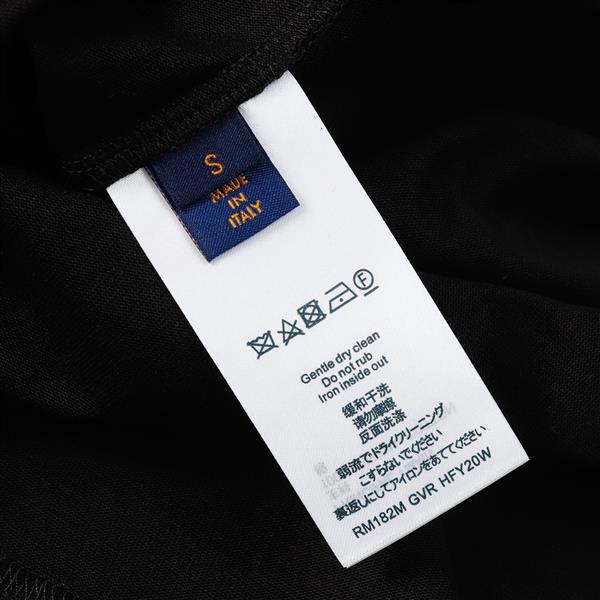 S
MADE
IN
ITALY
F
Gentle dry clean
Do not rub
Iron inside out
缓和干洗
请勿摩擦
反面洗涤
弱流でドライクリーニング
こすらないでください
裏返しにしてアイロンをあててください
RM182M GVR HFY20W